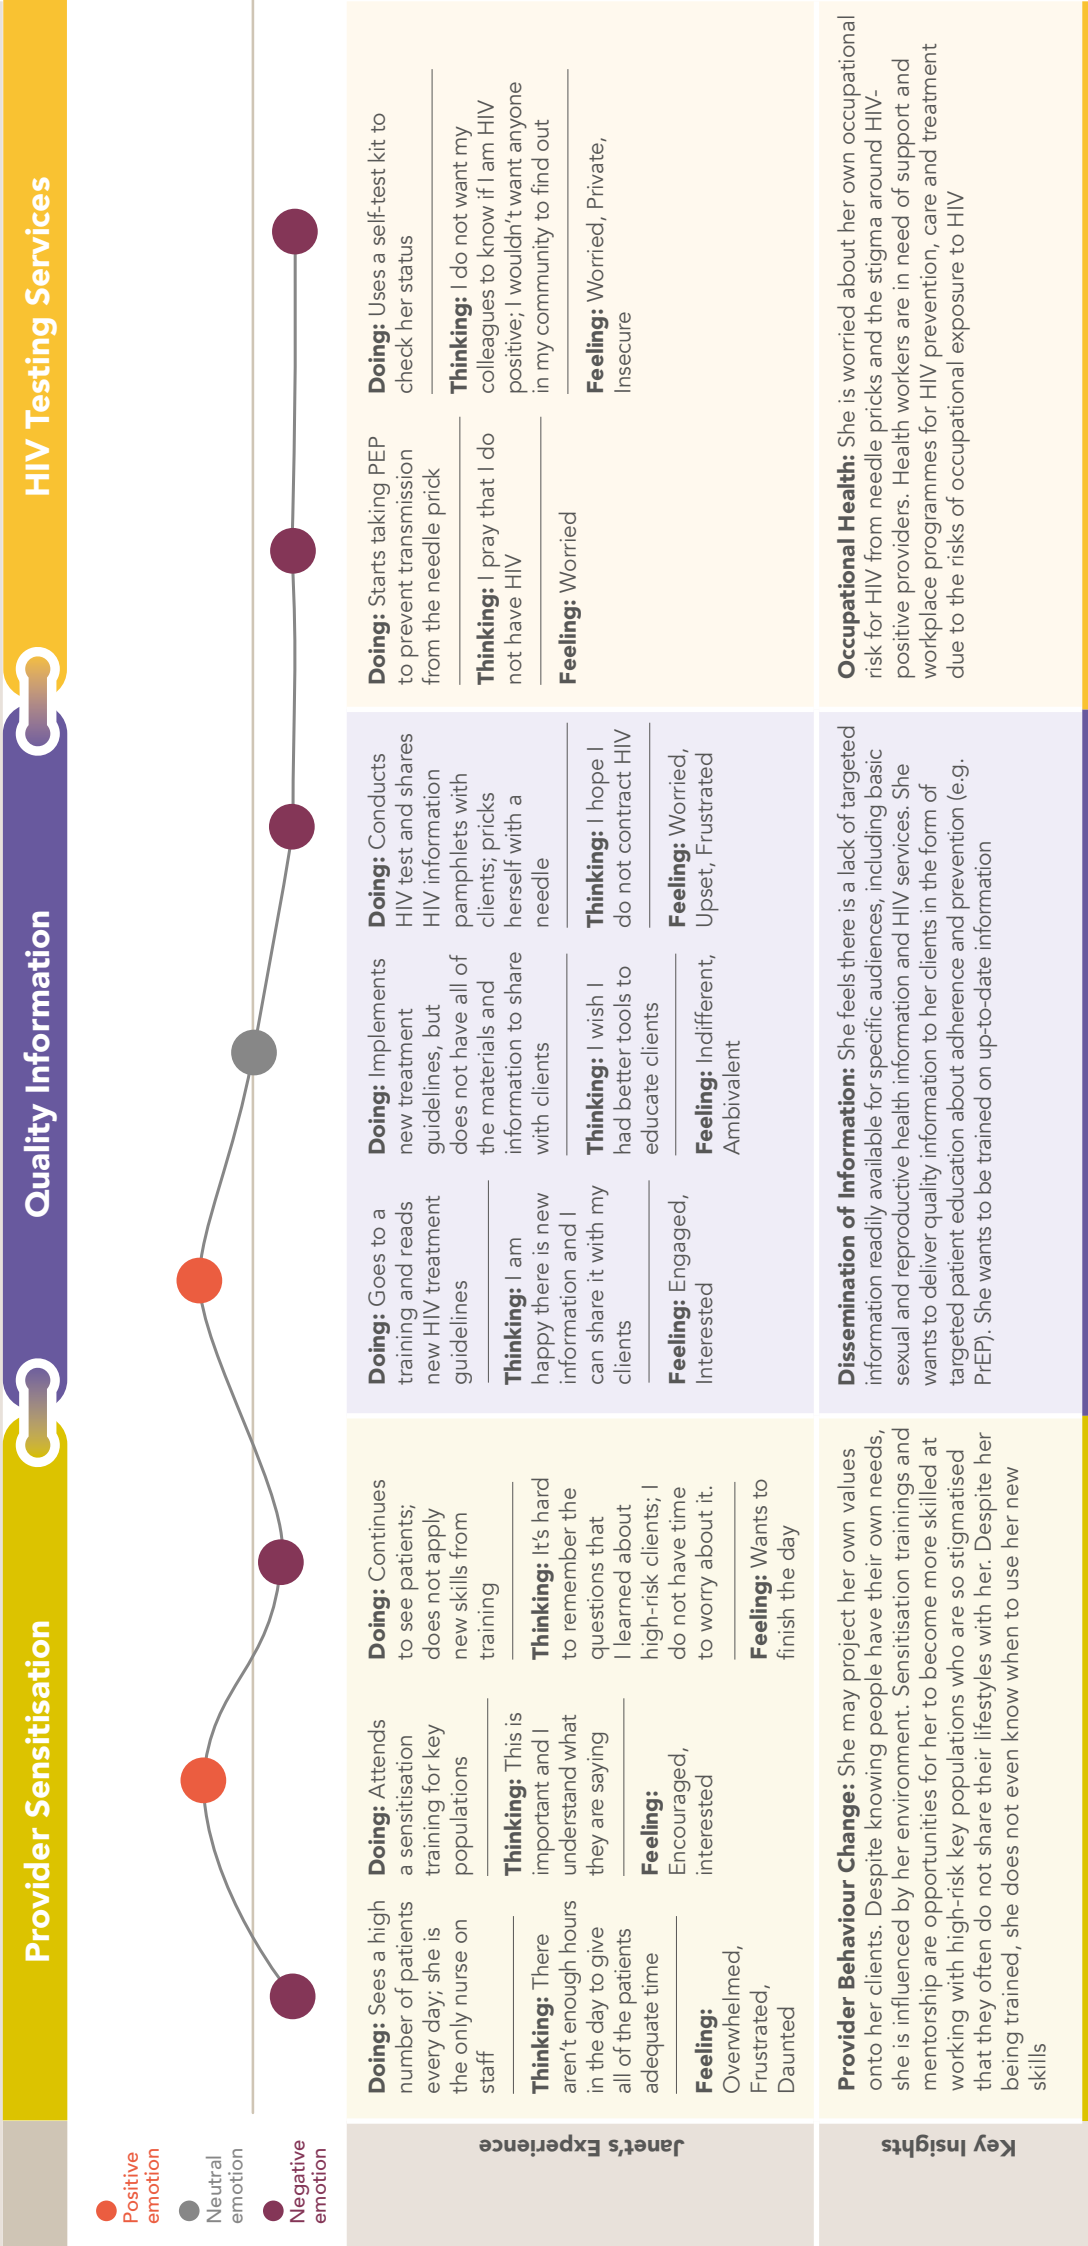 Provider Sensitisation
Quality Information
HIV Testing Services
Positive
emotion
Neutral
emotion
Negative
emotion
Janet's Experience
Doing: Sees a high
number of patients
every day; she is
the only nurse on
staff
Thinking: There
aren't enough hours
in the day to give
all of the patients
adequate time
Feeling:
Overwhelmed,
Frustrated,
Daunted
Doing: Attends
a sensitisation
training for key
populations
Thinking: This is
important and I
understand what
they are saying
Feeling:
Encouraged,
interested
Doing: Continues
to see patients;
does not apply
new skills from
training
Thinking: It's hard
to remember the
questions that
I learned about
high-risk clients; I
do not have time
to worry about it.
Feeling: Wants to
finish the day
Doing: Goes to a
training and reads
new HIV treatment
guidelines
Thinking: I am
happy there is new
information and I
can share it with my
clients
Feeling: Engaged,
Interested
Doing: Implements
new treatment
guidelines, but
does not have all of
the materials and
information to share
with clients
Thinking: I wish I
had better tools to
educate clients
Feeling: Indifferent,
Ambivalent
Doing: Conducts
HIV test and shares
HIV information
pamphlets with
clients; pricks
herself with a
needle
Thinking: I hope I
do not contract HIV
Feeling: Worried,
Upset, Frustrated
Doing: Starts taking PEP
to prevent transmission
from the needle prick
Thinking: I pray that I do
not have HIV
Feeling: Worried
Doing: Uses a self-test kit to
check her status
Thinking: I do not want my
colleagues to know if I am HIV
positive; I wouldn't want anyone
in my community to find out
Feeling: Worried, Private,
Insecure
Key Insights
Provider Behaviour Change: She may project her own values
onto her clients. Despite knowing people have their own needs,
she is influenced by her environment. Sensitisation trainings and
mentorship are opportunities for her to become more skilled at
working with high-risk key populations who are so stigmatised
that they often do not share their lifestyles with her. Despite her
being trained, she does not even know when to use her new
skills
Dissemination of Information: She feels there is a lack of targeted
information readily available for specific audiences, including basic
sexual and reproductive health information and HIV services. She
wants to deliver quality information to her clients in the form of
targeted patient education about adherence and prevention (e.g.
PrEP). She wants to be trained on up-to-date information
Occupational Health: She is worried about her own occupational
risk for HIV from needle pricks and the stigma around HIV-
positive providers. Health workers are in need of support and
workplace programmes for HIV prevention, care and treatment
due to the risks of occupational exposure to HIV